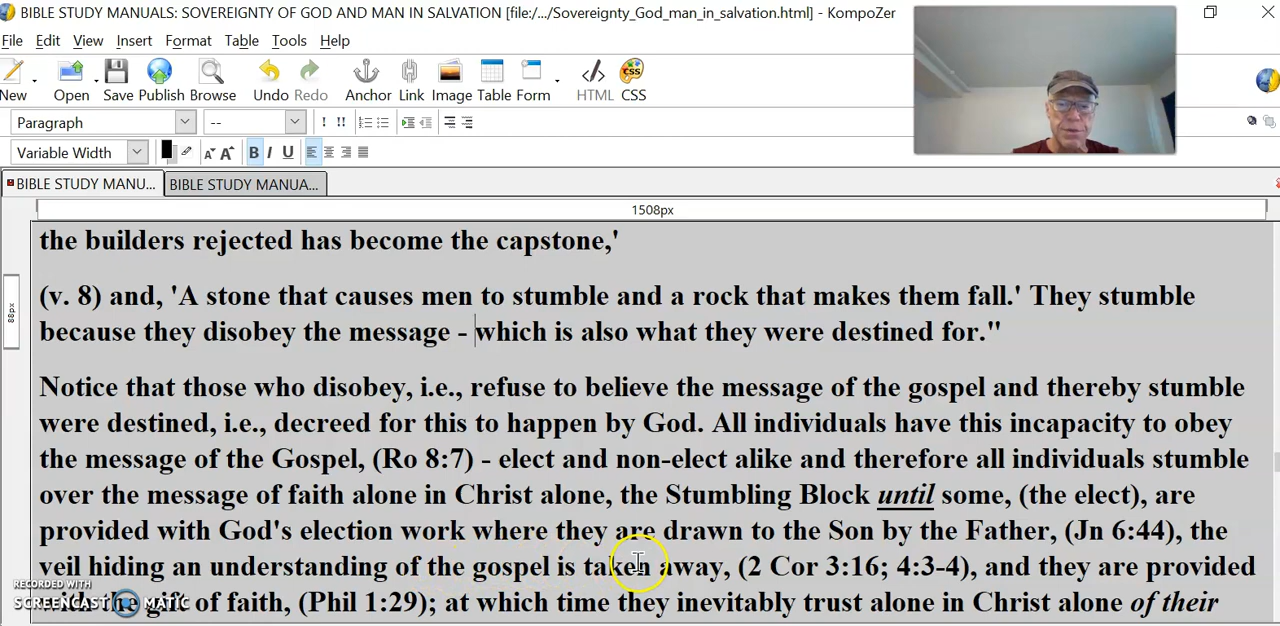 BIBLE STUDY MANUALS: SOVEREIGNTY OF GOD AND MAN IN SALVATION [file:/.../Sovereignty_God_man_in_salvation.html] - KompoZer
File Edit View Insert Format Table Tools Help
New Open Save Publish Browse Undo Redo Anchor Link Image Table Form HTML CSS
Paragraph -- ! !!
Variable Width A A B I U
BIBLE STUDY MANU... BIBLE STUDY MANUA...
1508px
88px
the builders rejected has become the capstone,'
(v. 8) and, 'A stone that causes men to stumble and a rock that makes them fall.' They stumble
because they disobey the message - which is also what they were destined for."
Notice that those who disobey, i.e., refuse to believe the message of the gospel and thereby stumble
were destined, i.e., decreed for this to happen by God. All individuals have this incapacity to obey
the message of the Gospel, (Ro 8:7) - elect and non-elect alike and therefore all individuals stumble
over the message of faith alone in Christ alone, the Stumbling Block until some, (the elect), are
provided with God's election work where they are drawn to the Son by the Father, (Jn 6:44), the
veil hiding an understanding of the gospel is taken away, (2 Cor 3:16; 4:3-4), and they are provided
with the gift of faith, (Phil 1:29); at which time they inevitably trust alone in Christ alone of their
RECORDED WITH
SCREENCAST MATIC